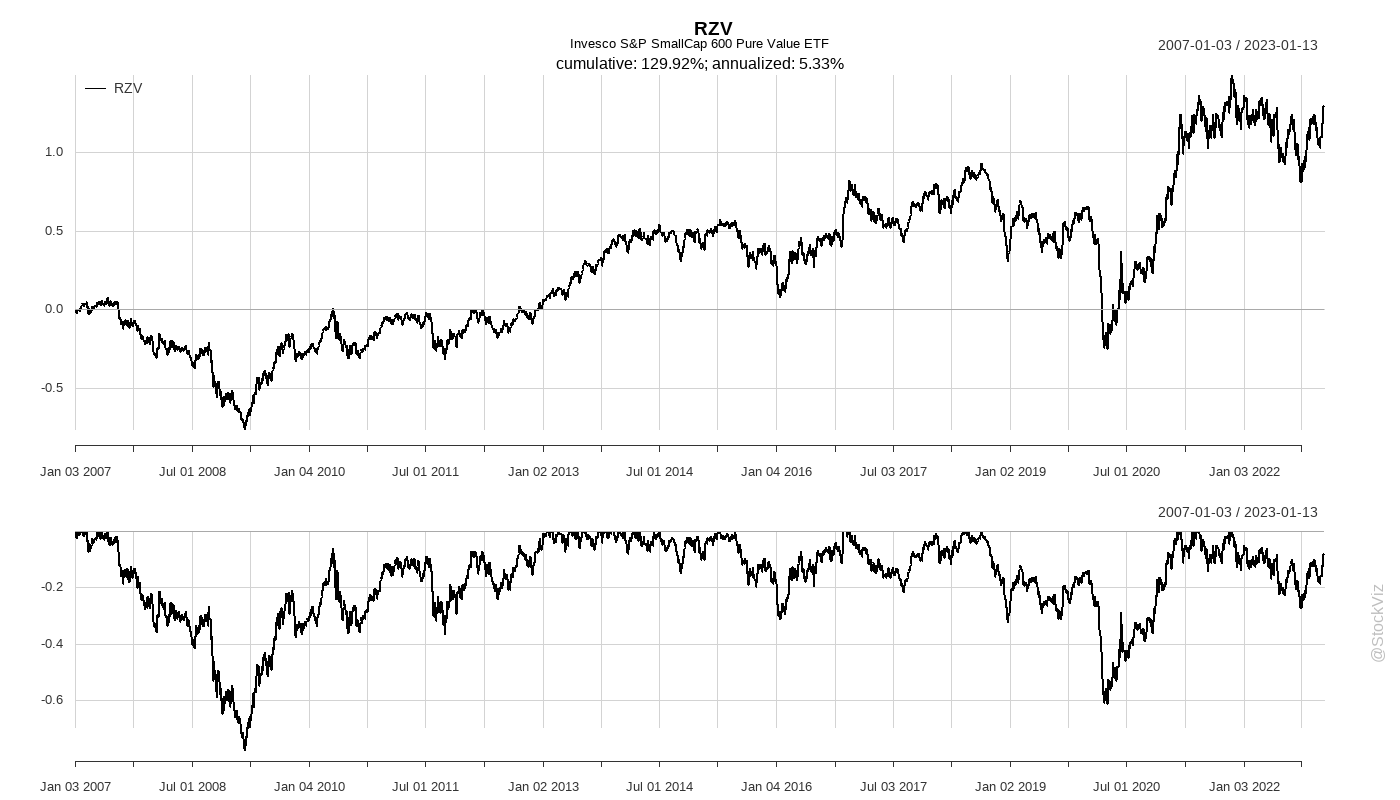 RZV
Invesco S&P SmallCap 600 Pure Value ETF
2007-01-03 / 2023-01-13
cumulative: 129.92%; annualized: 5.33%
RZV
1.0
0.5
0.0
-0.5
Jan 03 2007 Jul 01 2008 Jan 04 2010 Jul 01 2011 Jan 02 2013 Jul 01 2014 Jan 04 2016 Jul 03 2017 Jan 02 2019 Jul 01 2020 Jan 03 2022
2007-01-03 / 2023-01-13
-0.2
-0.4
-0.6
Jan 03 2007 Jul 01 2008 Jan 04 2010 Jul 01 2011 Jan 02 2013 Jul 01 2014 Jan 04 2016 Jul 03 2017 Jan 02 2019 Jul 01 2020 Jan 03 2022
@StockViz